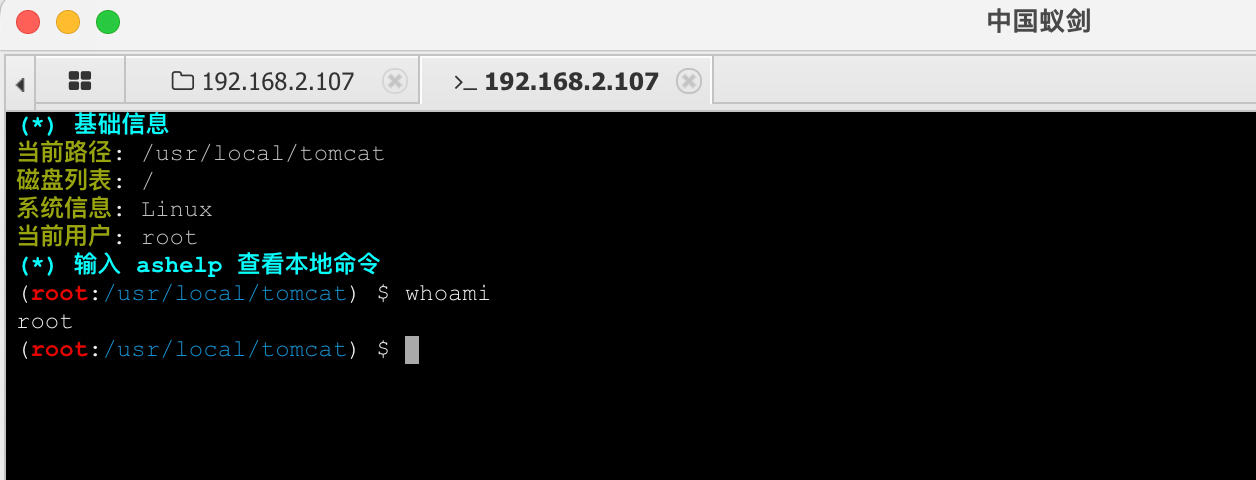 中国蚁剑
192.168.2.107
>_ 192.168.2.107
(*) 基础信息
当前路径: /usr/local/tomcat
磁盘列表: /
系统信息: Linux
当前用户: root
(*) 输入 ashelp 查看本地命令
(root:/usr/local/tomcat) $ whoami
root
(root:/usr/local/tomcat) $